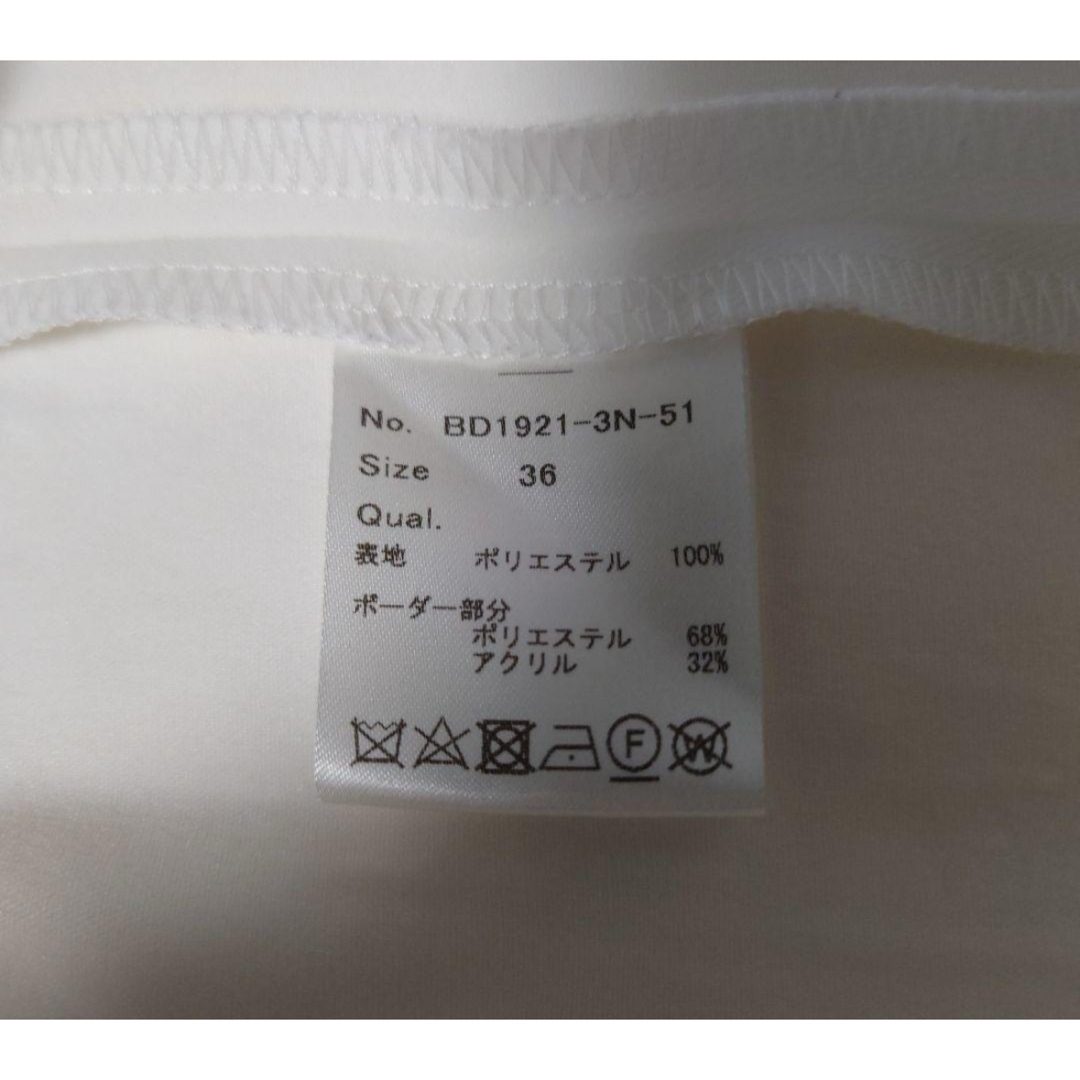 No. BD1921-3N-51
Size 36
Qual.
表地 ポリエステル 100%
ボーダー部分
ポリエステル 68%
アクリル 32%
F W